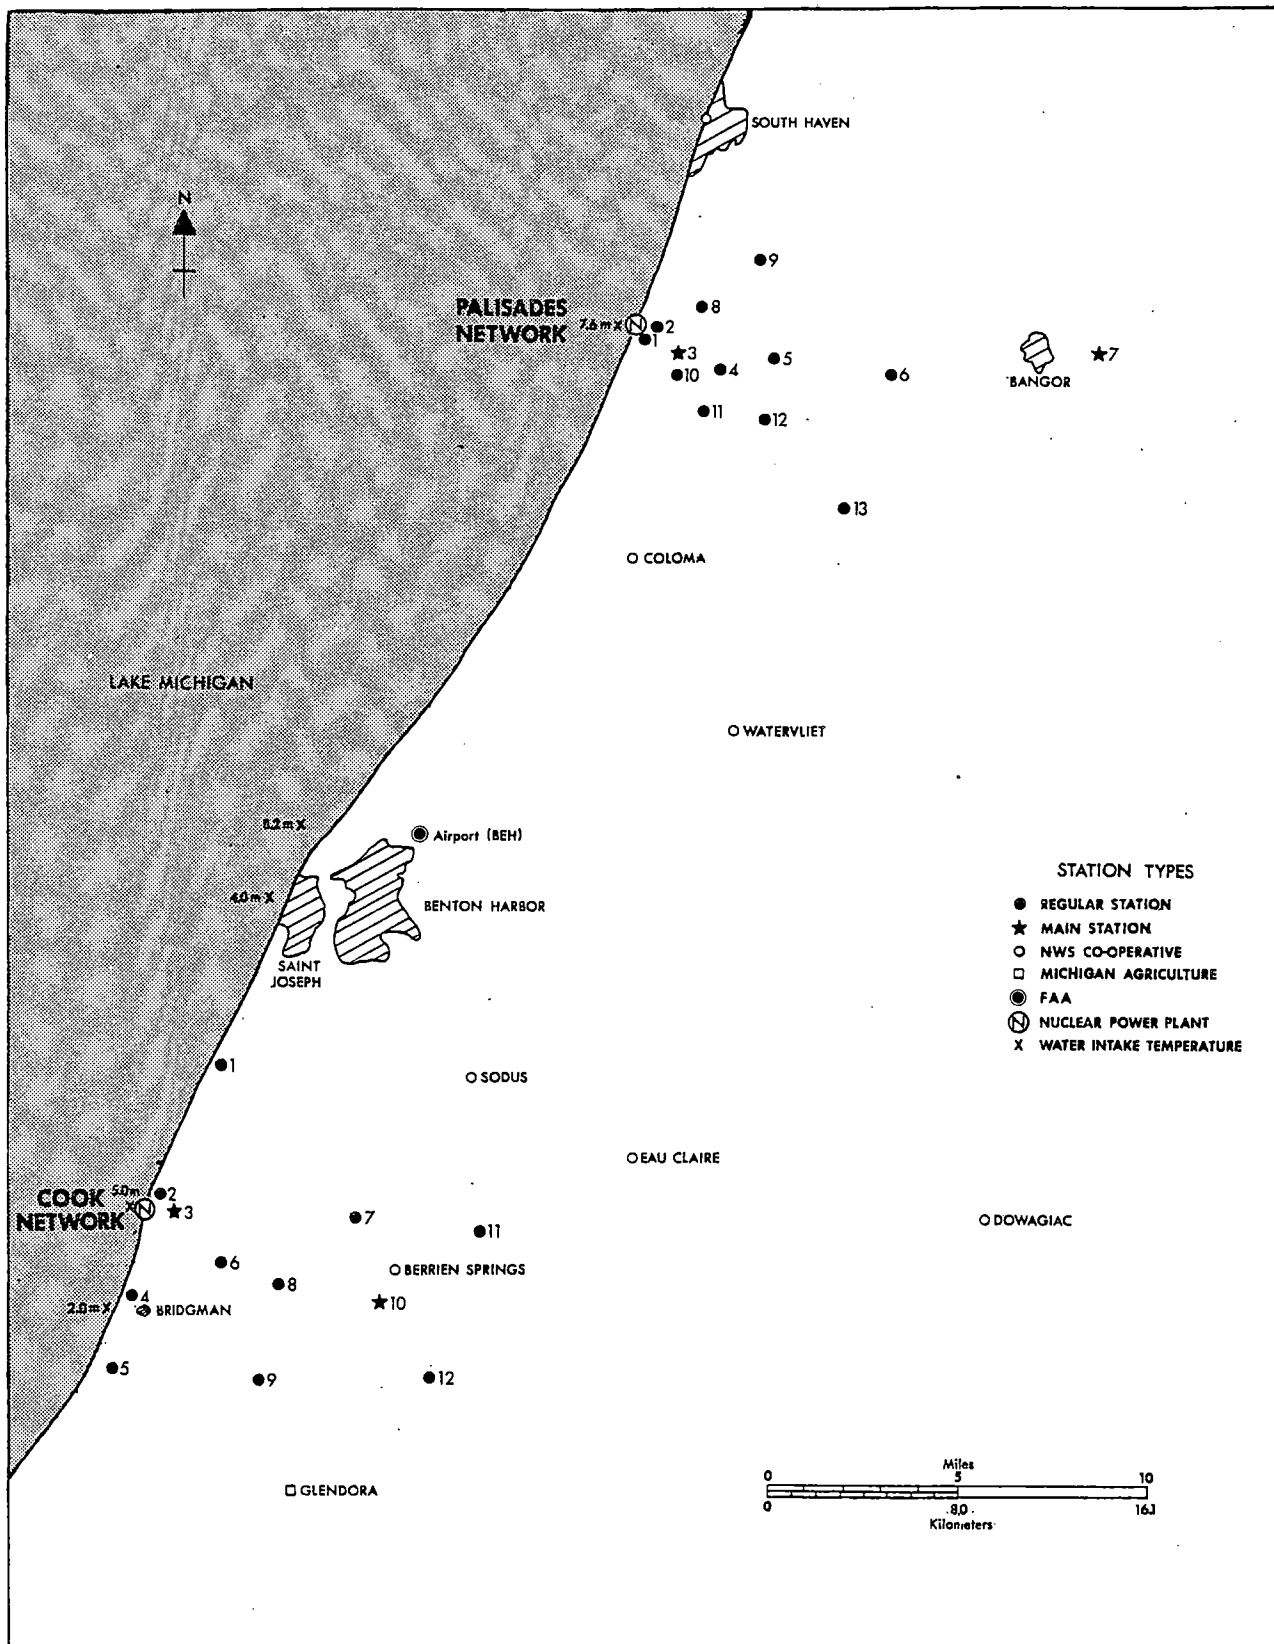 SOUTH HAVEN
N
9
8
PALISADES
NETWORK
7.6 m X
N
2
1
3
10
4
5
6
7
BANGOR
11
12
13
COLOMA
LAKE MICHIGAN
WATERVLIET
8.2 m X
Airport (BEH)
4.0 m X
BENTON HARBOR
SAINT
JOSEPH
STATION TYPES
REGULAR STATION
MAIN STATION
NWS CO-OPERATIVE
MICHIGAN AGRICULTURE
FAA
N NUCLEAR POWER PLANT
X WATER INTAKE TEMPERATURE
1
SODUS
EAU CLAIRE
COOK
NETWORK
5.0 m
X
N
2
3
7
11
DOWAGIAC
6
8
BERRIEN SPRINGS
4
2.0 m X
BRIDGMAN
10
5
9
12
GLENDORA
Miles
0 5 10
0 8.0 16.1
Kilometers